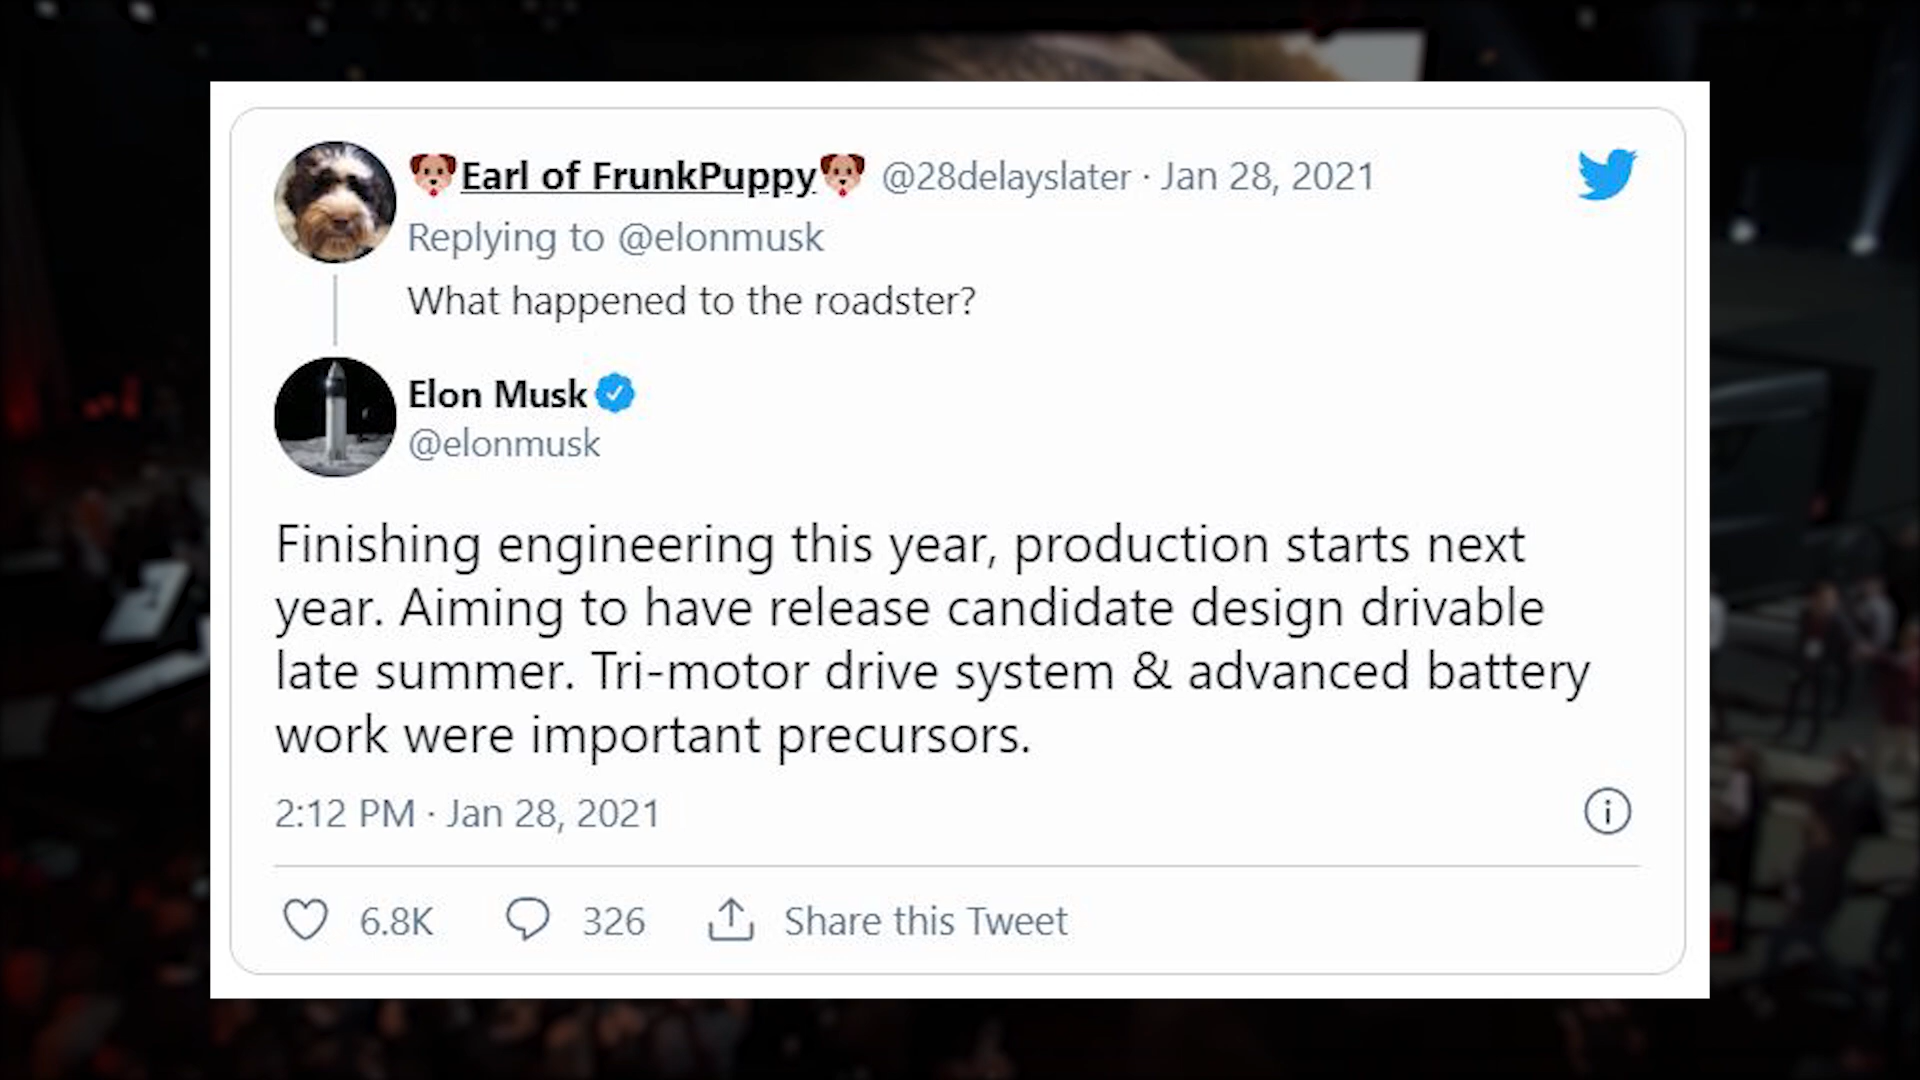 🐶Earl of FrunkPuppy🐶 @28delayslater · Jan 28, 2021
Replying to @elonmusk
What happened to the roadster?
Elon Musk
@elonmusk
Finishing engineering this year, production starts next
year. Aiming to have release candidate design drivable
late summer. Tri-motor drive system & advanced battery
work were important precursors.
2:12 PM · Jan 28, 2021
6.8K 326 Share this Tweet